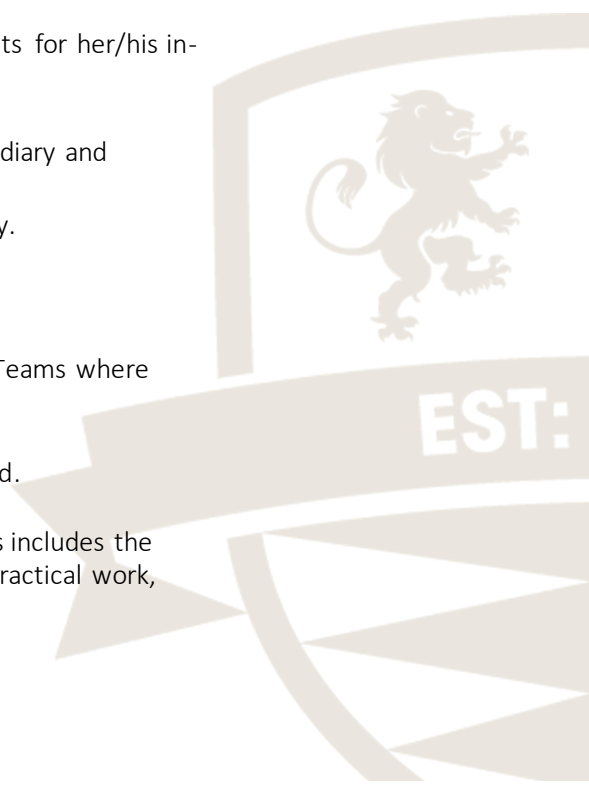 ts for her/his in-
diary and
y.
Teams where
EST:
d.
s includes the
ractical work,